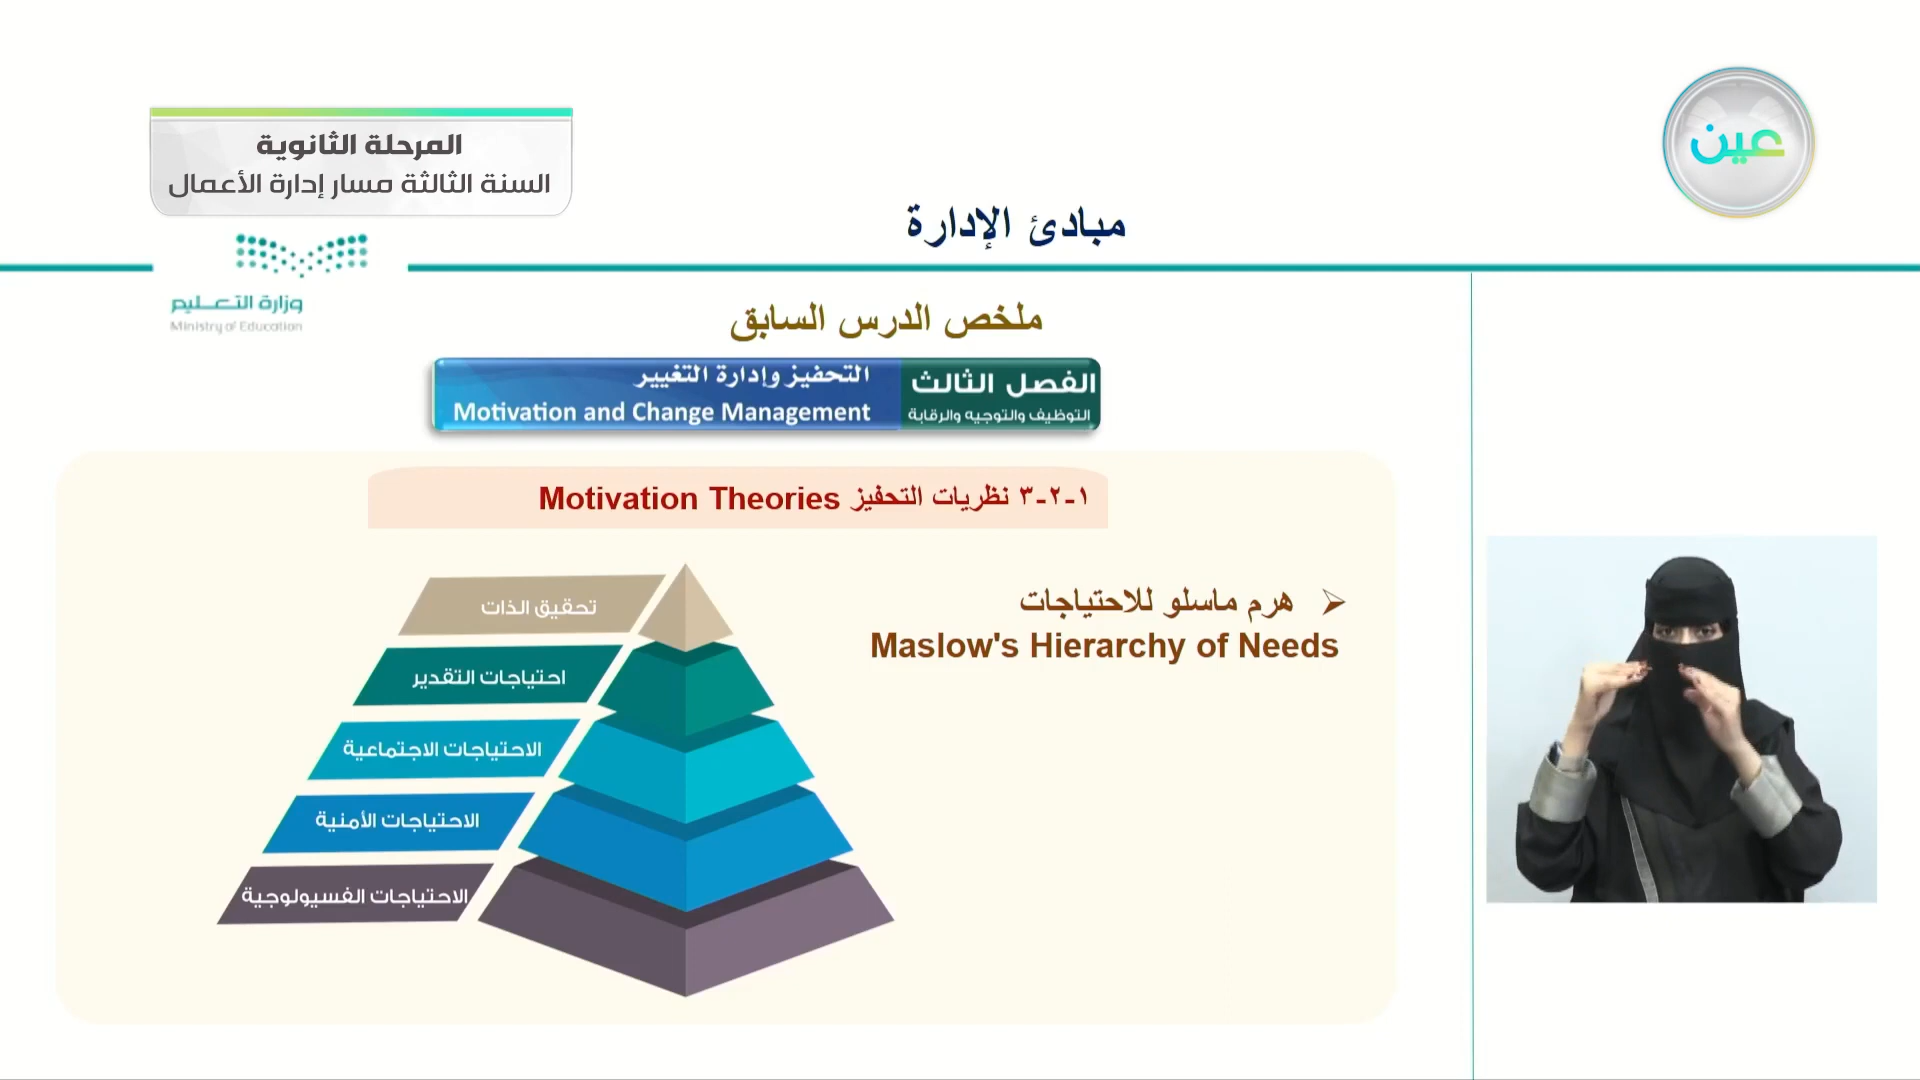 المرحلة الثانوية
السنة الثالثة مسار إدارة الأعمال
عين
مبادئ الإدارة
وزارة التعليم
Ministry of Education
ملخص الدرس السابق
الفصل الثالث
التوظيف والتوجيه والرقابة
التحفيز وإدارة التغيير
Motivation and Change Management
٣-٢-١ نظريات التحفيز Motivation Theories
هرم ماسلو للاحتياجات
Maslow's Hierarchy of Needs
تحقيق الذات
احتياجات التقدير
الاحتياجات الاجتماعية
الاحتياجات الأمنية
الاحتياجات الفسيولوجية